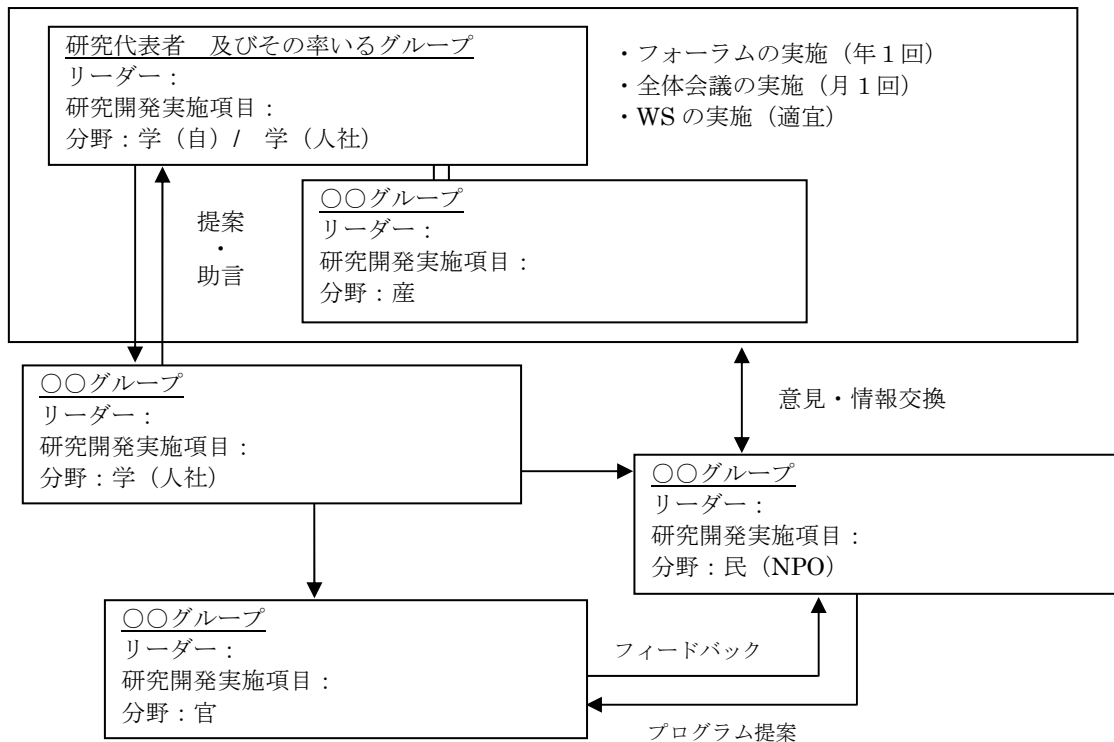 研究代表者　及びその率いるグループ
リーダー：
研究開発実施項目：
分野：学（自）/　学（人社）
・フォーラムの実施（年１回）
・全体会議の実施（月１回）
・WS の実施（適宜）
提案
・
助言
○○グループ
リーダー：
研究開発実施項目：
分野：産
○○グループ
リーダー：
研究開発実施項目：
分野：学（人社）
意見・情報交換
○○グループ
リーダー：
研究開発実施項目：
分野：民（NPO）
○○グループ
リーダー：
研究開発実施項目：
分野：官
フィードバック
プログラム提案